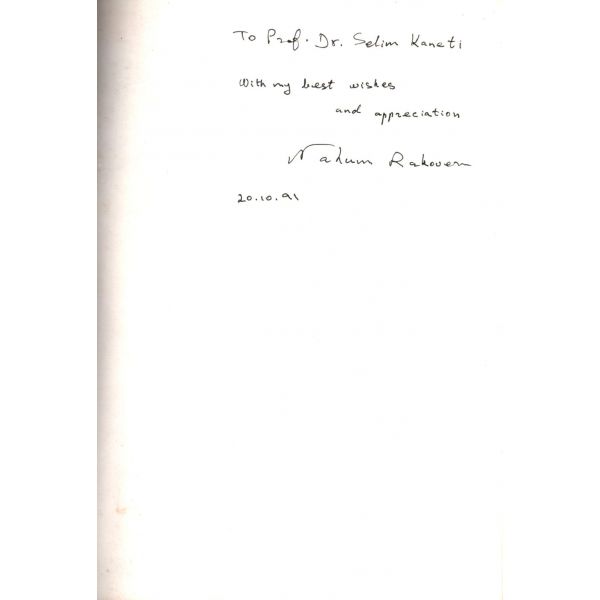 To Prof. Dr. Selim Kaneti
With my best wishes
and appreciation
Nahum Rakover
20.10.91